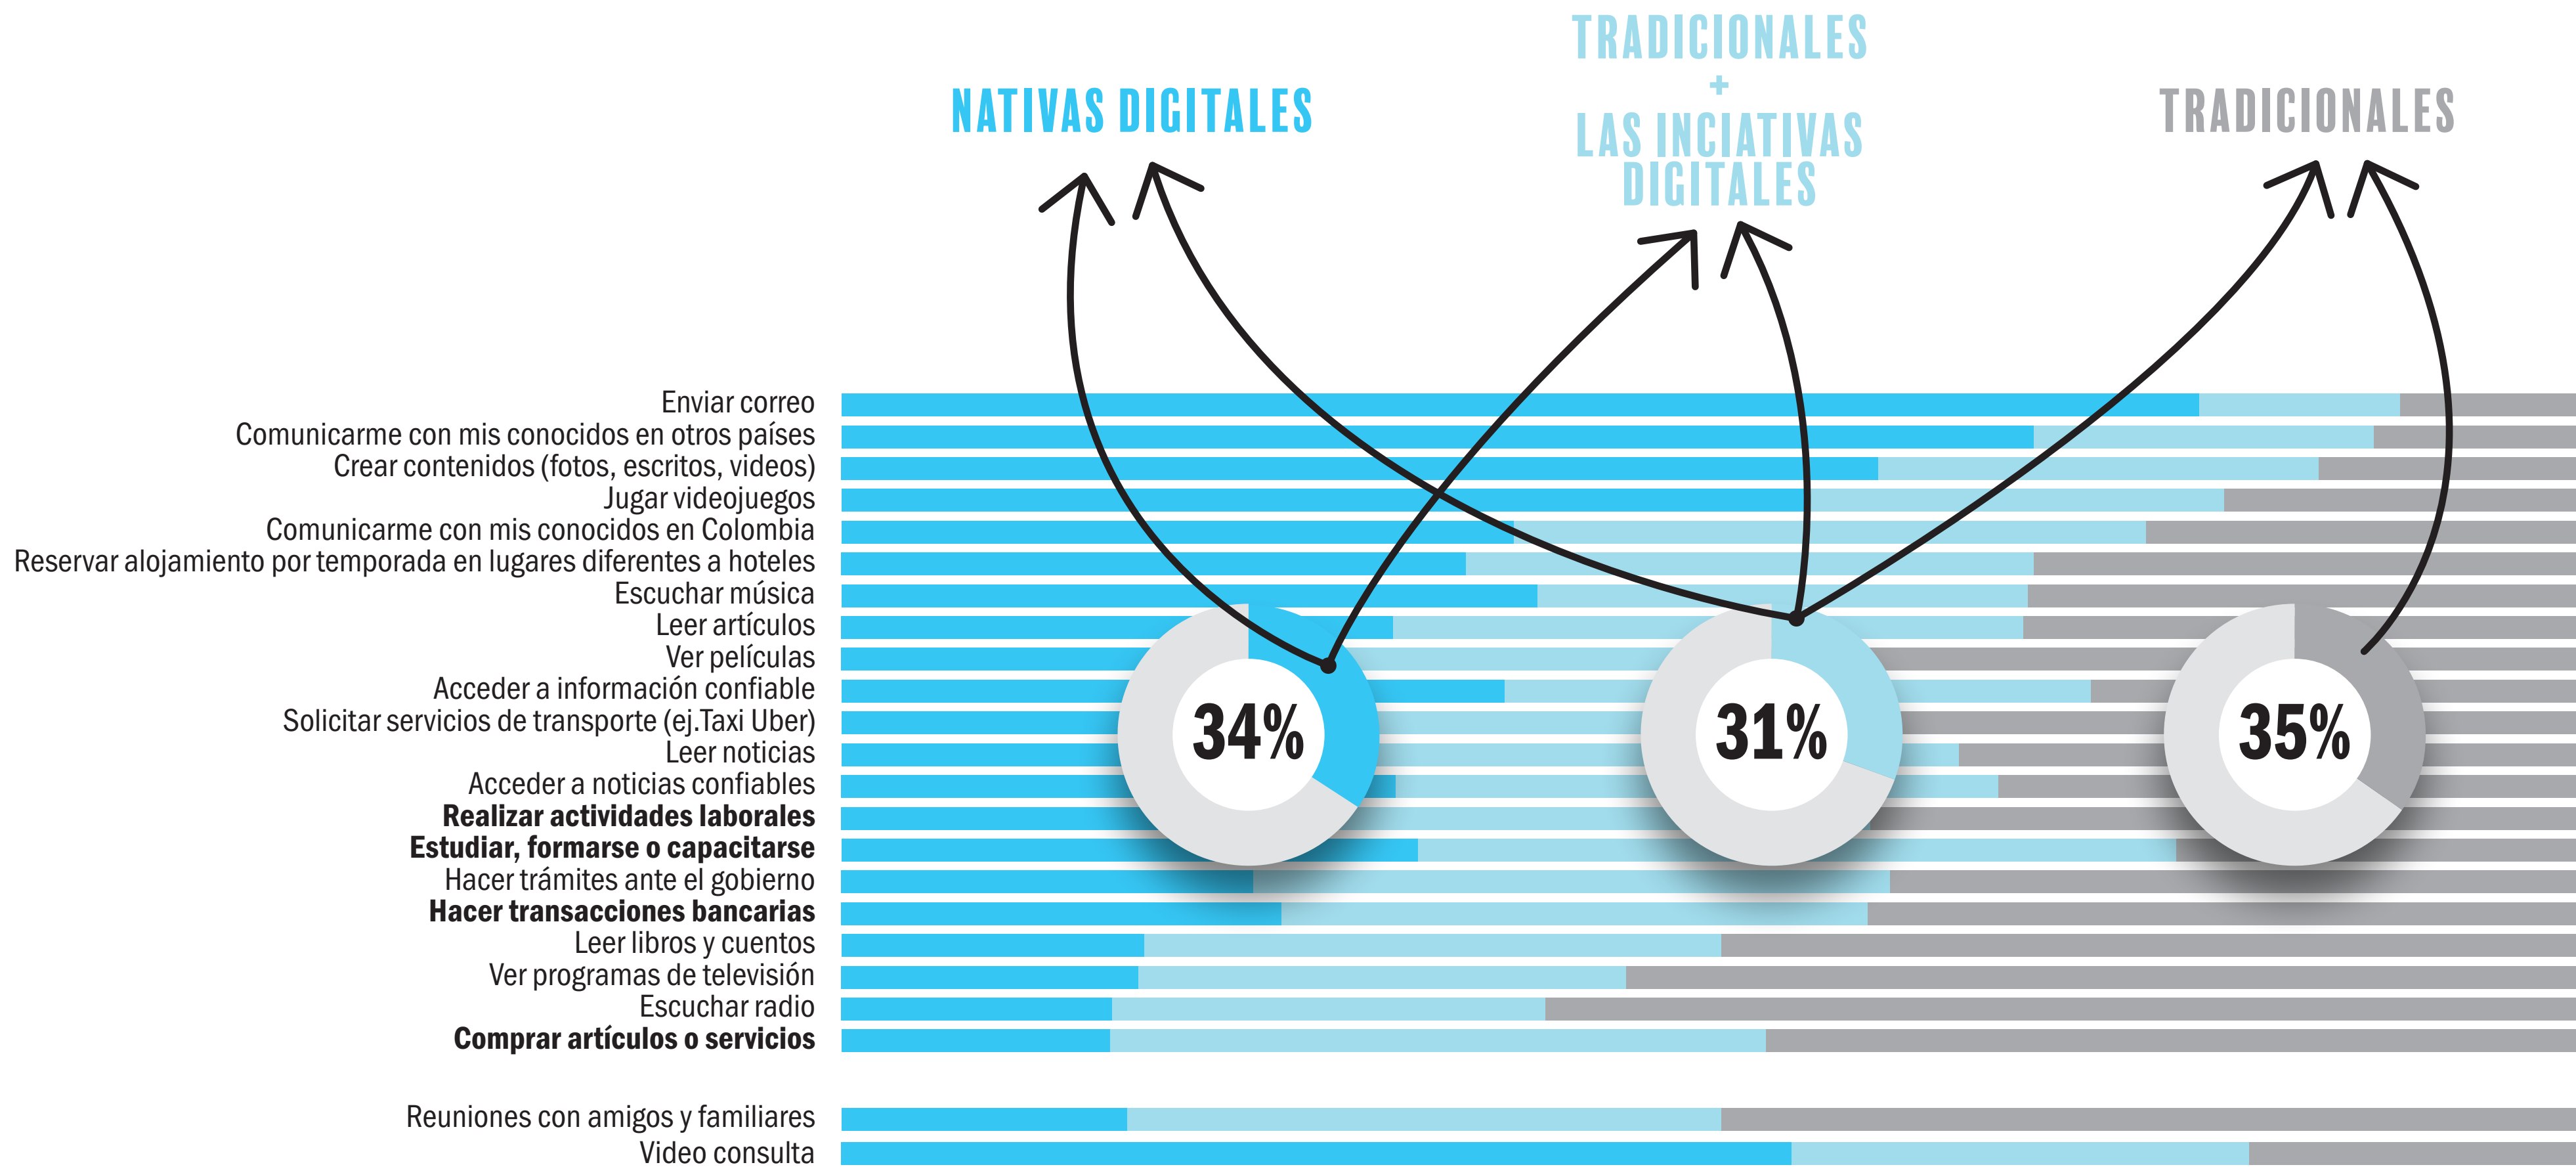 NATIVAS DIGITALES
TRADICIONALES
+
LAS INCIATIVAS
DIGITALES
TRADICIONALES
Enviar correo
Comunicarme con mis conocidos en otros países
Crear contenidos (fotos, escritos, videos)
Jugar videojuegos
Comunicarme con mis conocidos en Colombia
Reservar alojamiento por temporada en lugares diferentes a hoteles
Escuchar música
Leer artículos
Ver películas
Acceder a información confiable
Solicitar servicios de transporte (ej.Taxi Uber)
Leer noticias
Acceder a noticias confiables
Realizar actividades laborales
Estudiar, formarse o capacitarse
Hacer trámites ante el gobierno
Hacer transacciones bancarias
Leer libros y cuentos
Ver programas de televisión
Escuchar radio
Comprar artículos o servicios
Reuniones con amigos y familiares
Video consulta
34%
31%
35%